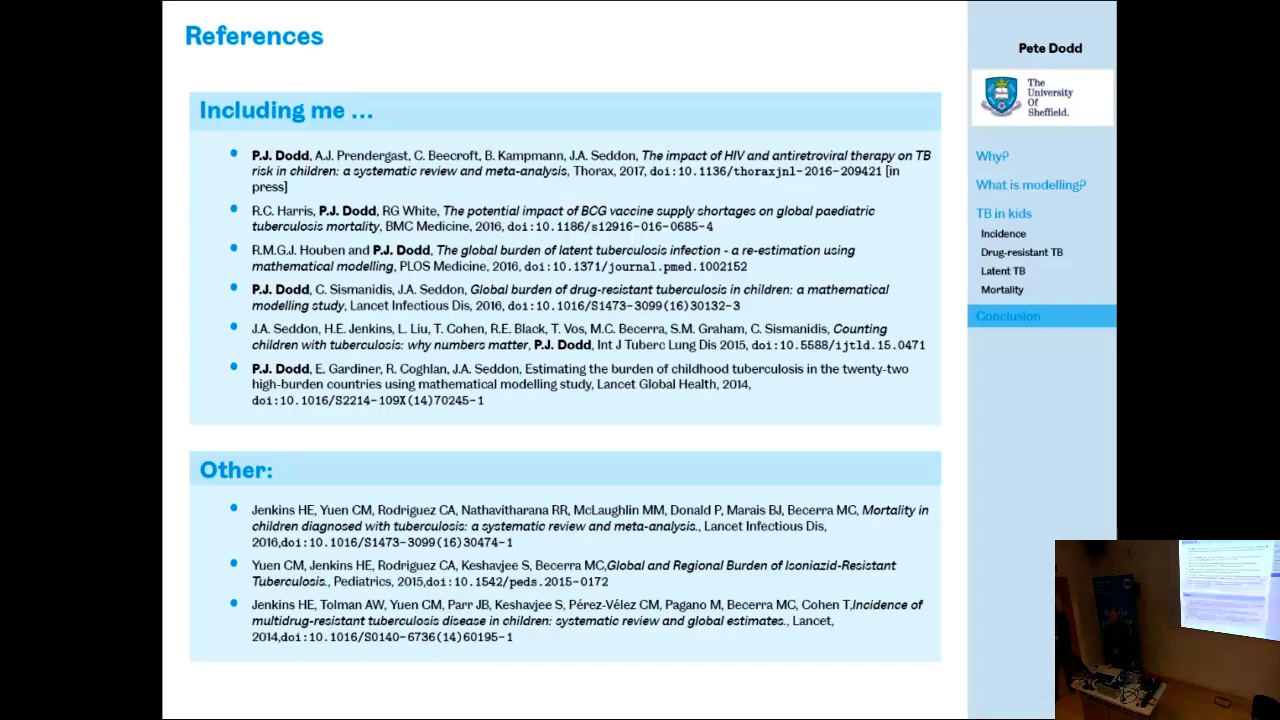 References
Including me ...
P.J. Dodd, A.J. Prendergast, C. Beecroft, B. Kampmann, J.A. Seddon, The impact of HIV and antiretroviral therapy on TB
risk in children: a systematic review and meta-analysis, Thorax, 2017, doi:10.1136/thoraxjnl-2016-209421 [in
press]
R.C. Harris, P.J. Dodd, RG White, The potential impact of BCG vaccine supply shortages on global paediatric
tuberculosis mortality, BMC Medicine, 2016, doi:10.1186/s12916-016-0685-4
R.M.G.J. Houben and P.J. Dodd, The global burden of latent tuberculosis infection - a re-estimation using
mathematical modelling, PLOS Medicine, 2016, doi:10.1371/journal.pmed.1002152
P.J. Dodd, C. Sismanidis, J.A. Seddon, Global burden of drug-resistant tuberculosis in children: a mathematical
modelling study, Lancet Infectious Dis, 2016, doi:10.1016/S1473-3099(16)30132-3
J.A. Seddon, H.E. Jenkins, L. Liu, T. Cohen, R.E. Black, T. Vos, M.C. Becerra, S.M. Graham, C. Sismanidis, Counting
children with tuberculosis: why numbers matter, P.J. Dodd, Int J Tuberc Lung Dis 2015, doi:10.5588/ijtld.15.0471
P.J. Dodd, E. Gardiner, R. Coghlan, J.A. Seddon, Estimating the burden of childhood tuberculosis in the twenty-two
high-burden countries using mathematical modelling study, Lancet Global Health, 2014,
doi:10.1016/S2214-109X(14)70245-1
Other:
Jenkins HE, Yuen CM, Rodriguez CA, Nathavitharana RR, McLaughlin MM, Donald P, Marais BJ, Becerra MC, Mortality in
children diagnosed with tuberculosis: a systematic review and meta-analysis., Lancet Infectious Dis,
2016,doi:10.1016/S1473-3099(16)30474-1
Yuen CM, Jenkins HE, Rodriguez CA, Keshavjee S, Becerra MC,Global and Regional Burden of Isoniazid-Resistant
Tuberculosis., Pediatrics, 2015,doi:10.1542/peds.2015-0172
Jenkins HE, Tolman AW, Yuen CM, Parr JB, Keshavjee S, Pérez-Vélez CM, Pagano M, Becerra MC, Cohen T,Incidence of
multidrug-resistant tuberculosis disease in children: systematic review and global estimates., Lancet,
2014,doi:10.1016/S0140-6736(14)60195-1
Pete Dodd
The
University
Of
Sheffield.
Why?
What is modelling?
TB in kids
Incidence
Drug-resistant TB
Latent TB
Mortality
Conclusion